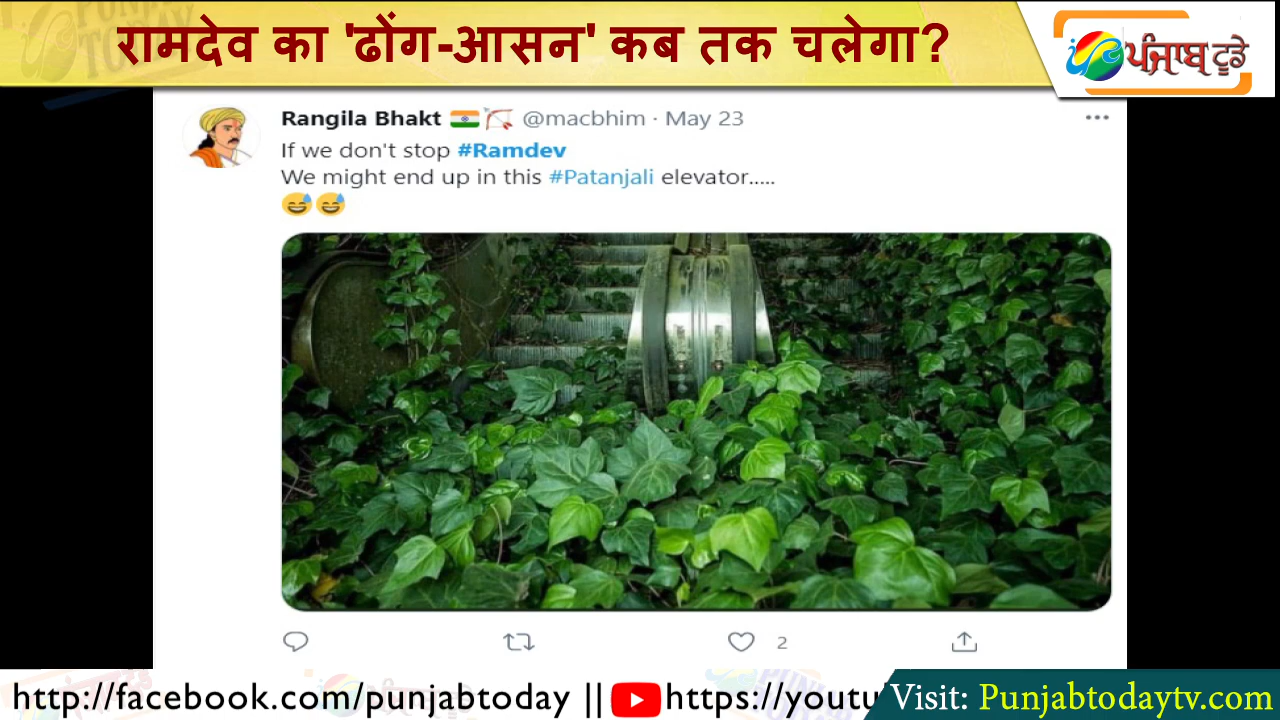 रामदेव का 'ढोंग-आसन' कब तक चलेगा?
ਪੰਜਾਬ ਟੂਡੇ
Rangila Bhakt @macbhim · May 23
If we don't stop #Ramdev
We might end up in this #Patanjali elevator.....
2
http://facebook.com/punjabtoday || https://youtu
Visit: Punjabtodaytv.com